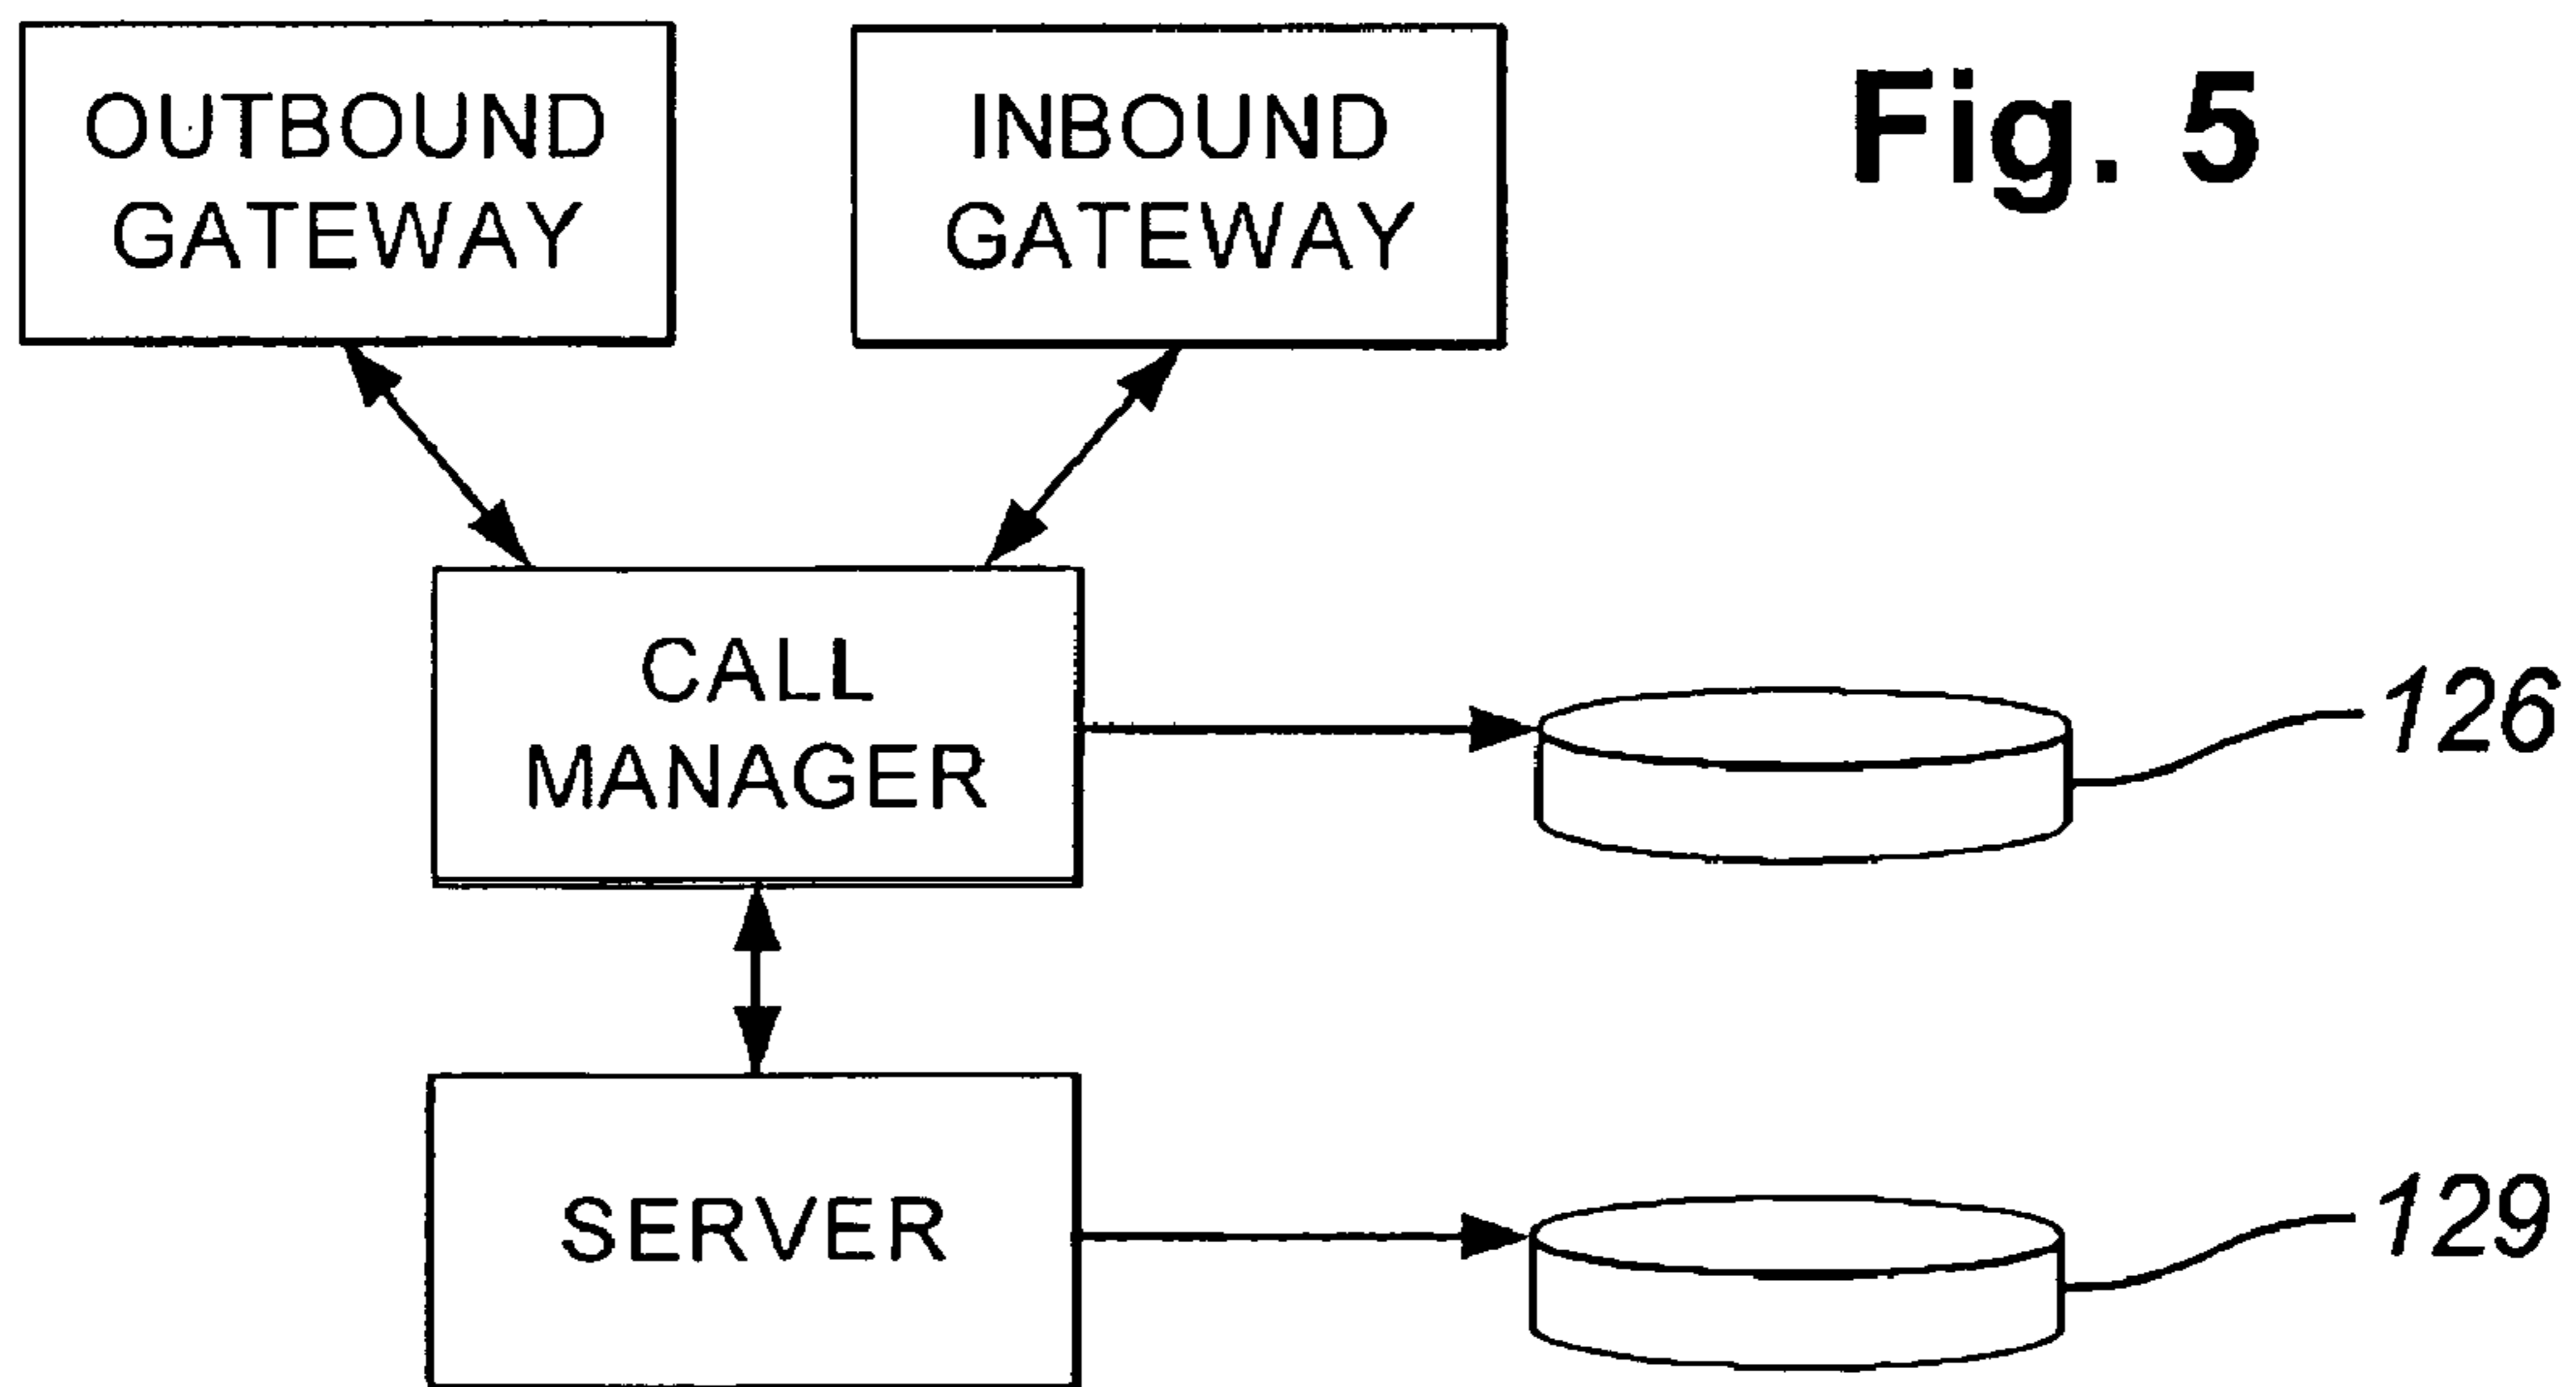 OUTBOUND
GATEWAY
INBOUND
GATEWAY
Fig. 5
CALL
MANAGER
126
SERVER
129